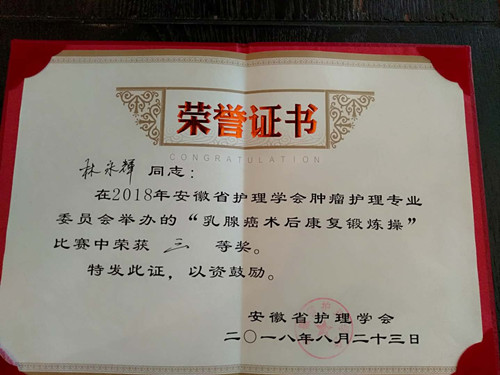 荣誉证书
CONGRATULATION
林永辉 同志：
在2018年安徽省护理学会肿瘤护理专业
委员会举办的“乳腺癌术后康复锻炼操”
比赛中荣获 三 等奖。
特发此证，以资鼓励。
安徽省护理学会
二〇一八年八月二十三日